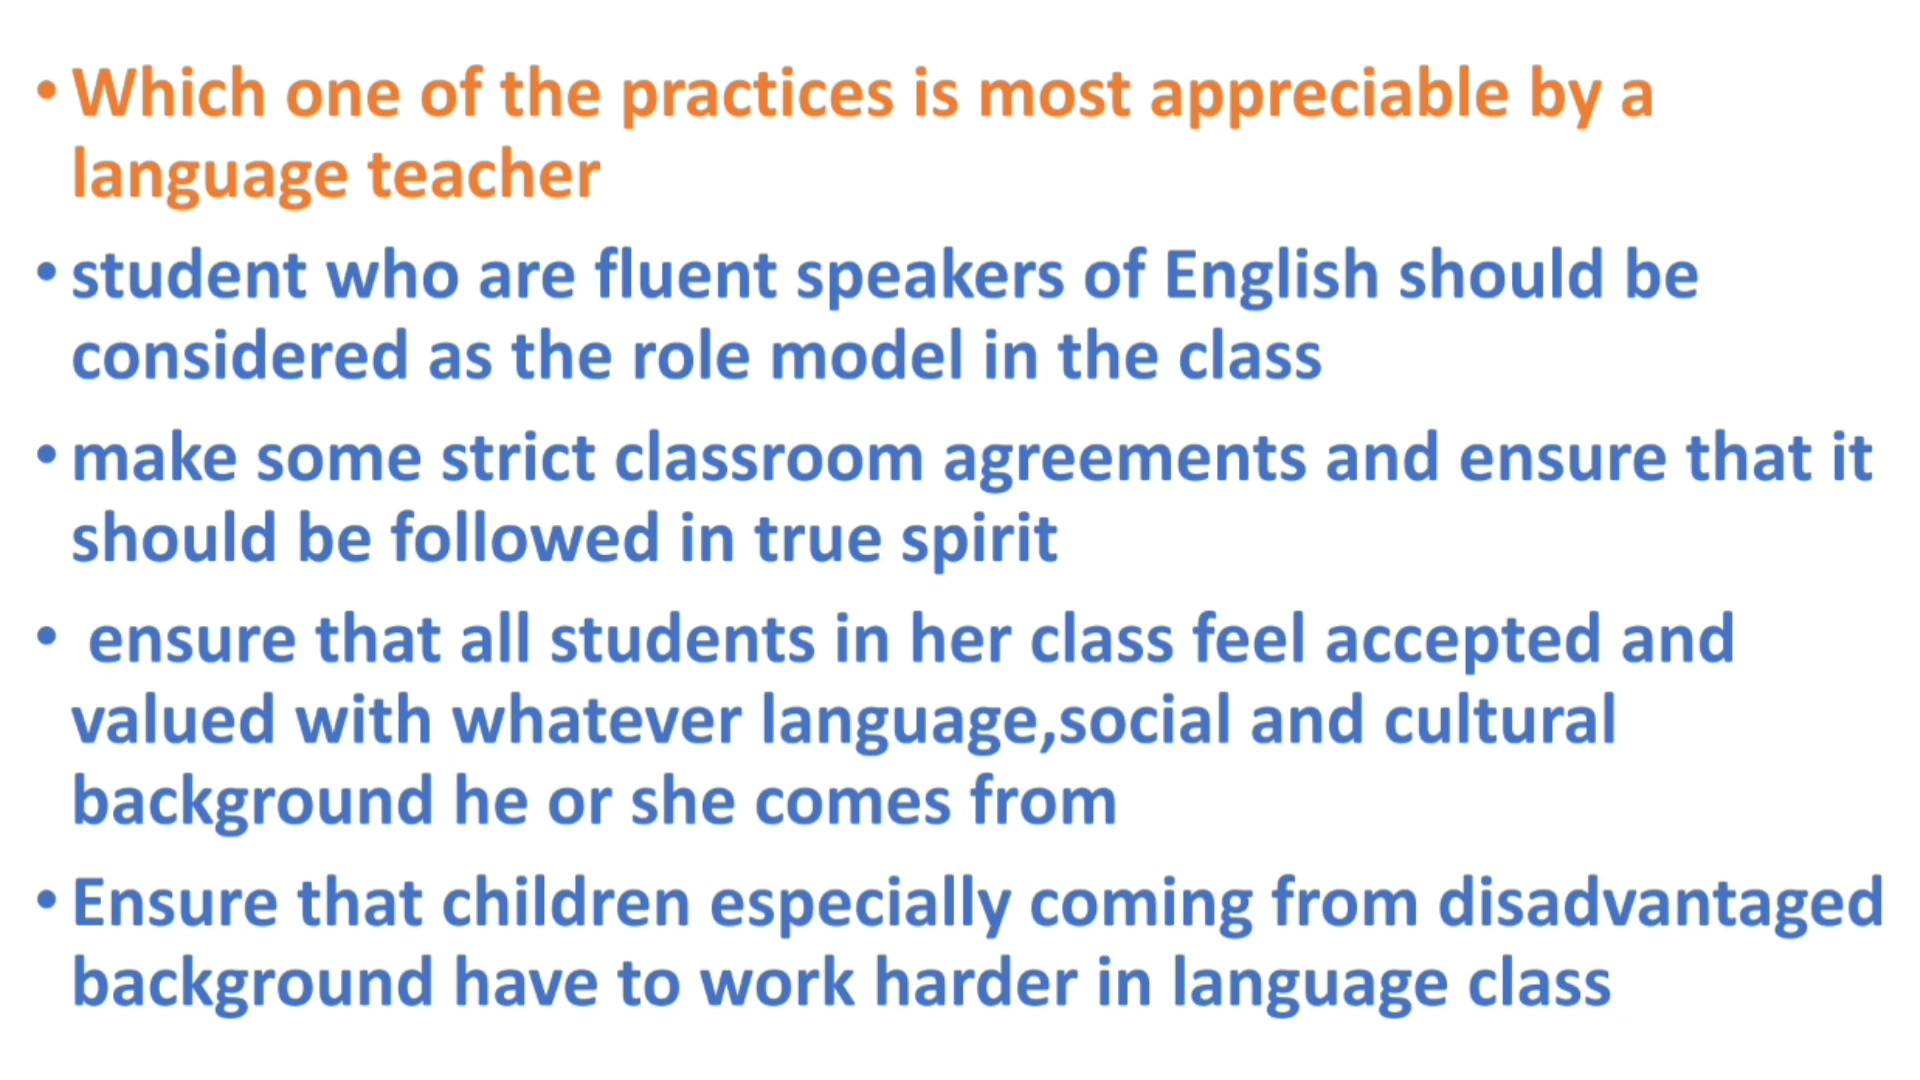 • Which one of the practices is most appreciable by a
language teacher
• student who are fluent speakers of English should be
considered as the role model in the class
• make some strict classroom agreements and ensure that it
should be followed in true spirit
• ensure that all students in her class feel accepted and
valued with whatever language,social and cultural
background he or she comes from
• Ensure that children especially coming from disadvantaged
background have to work harder in language class